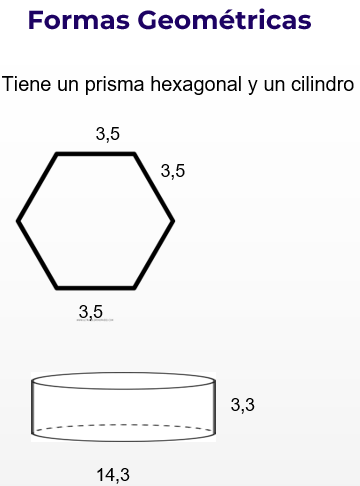 Formas Geométricas
Tiene un prisma hexagonal y un cilindro
3,5
3,5
3,5
3,3
14,3